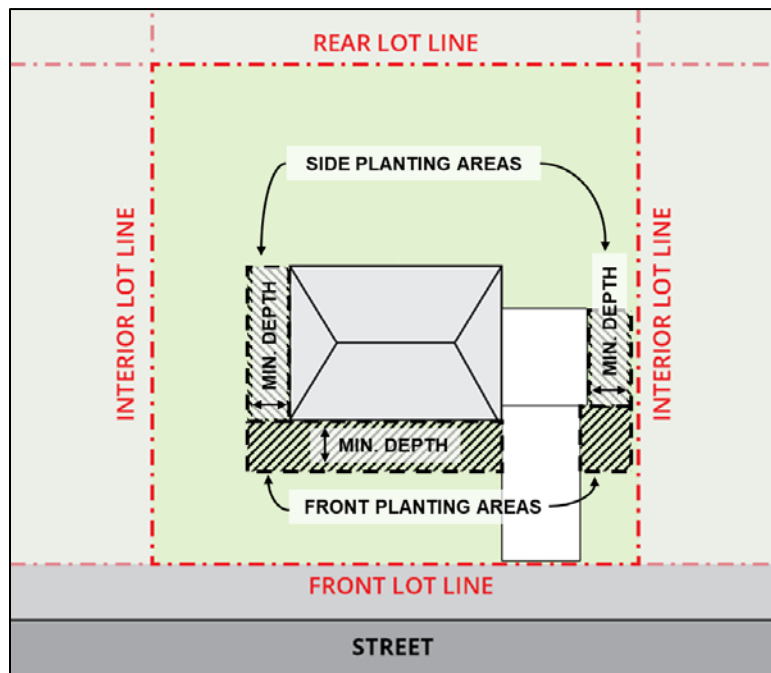 REAR LOT LINE
SIDE PLANTING AREAS
INTERIOR LOT LINE
MIN. DEPTH
MIN. DEPTH
INTERIOR LOT LINE
MIN. DEPTH
FRONT PLANTING AREAS
FRONT LOT LINE
STREET